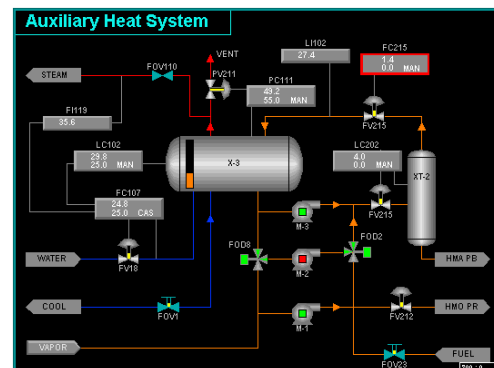 Auxiliary Heat System
VENT
LI102
27.4
FC215
1.4
0.0 MAN
STEAM
FOV110
PV211
PC111
49.2
55.0 MAN
FI119
35.6
FV215
LC102
29.8
25.0 MAN
X-3
LC202
4.0
0.0 MAN
XT-2
FC107
24.8
25.0 CAS
FV215
M-3
FOD8
FOD2
WATER
FV18
M-2
HMA PB
COOL
FOV1
M-1
FV212
HMO PR
VAPOR
FOV23
FUEL